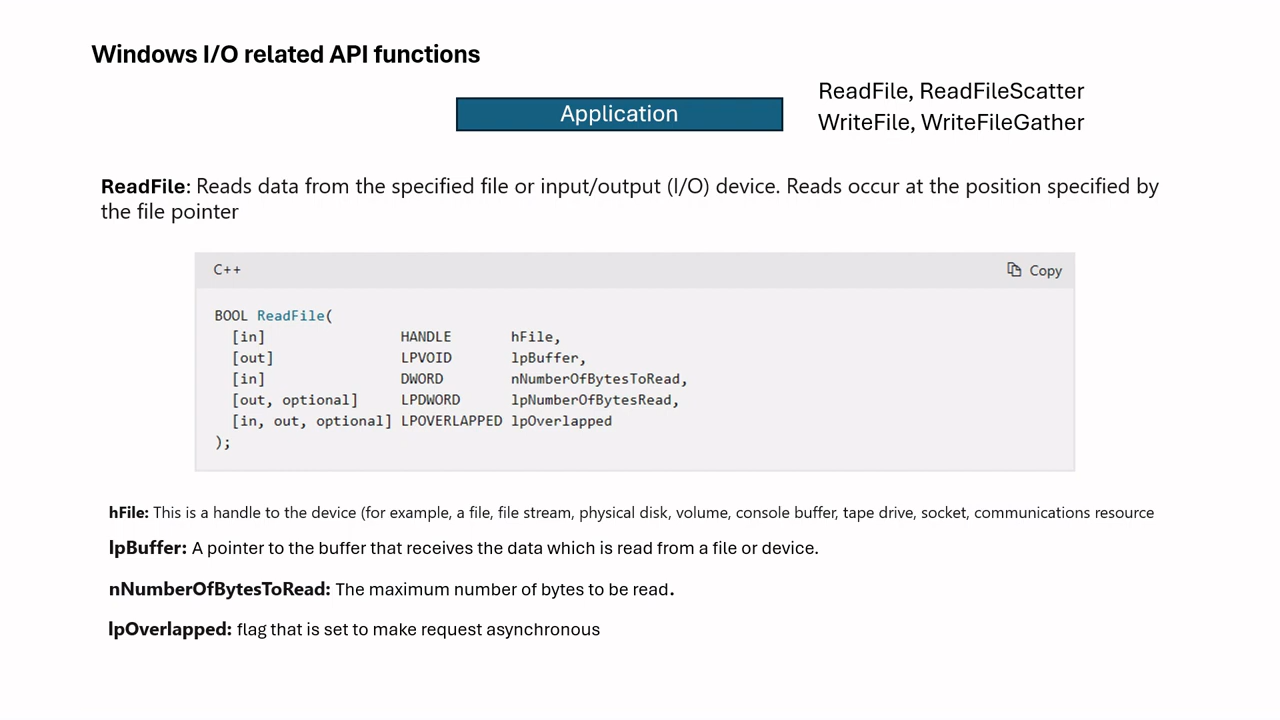 Windows I/O related API functions
Application
ReadFile, ReadFileScatter
WriteFile, WriteFileGather
ReadFile: Reads data from the specified file or input/output (I/O) device. Reads occur at the position specified by
the file pointer
C++
Copy
BOOL ReadFile(
[in] HANDLE hFile,
[out] LPVOID lpBuffer,
[in] DWORD nNumberOfBytesToRead,
[out, optional] LPDWORD lpNumberOfBytesRead,
[in, out, optional] LPOVERLAPPED lpOverlapped
);
hFile: This is a handle to the device (for example, a file, file stream, physical disk, volume, console buffer, tape drive, socket, communications resource
lpBuffer: A pointer to the buffer that receives the data which is read from a file or device.
nNumberOfBytesToRead: The maximum number of bytes to be read.
lpOverlapped: flag that is set to make request asynchronous